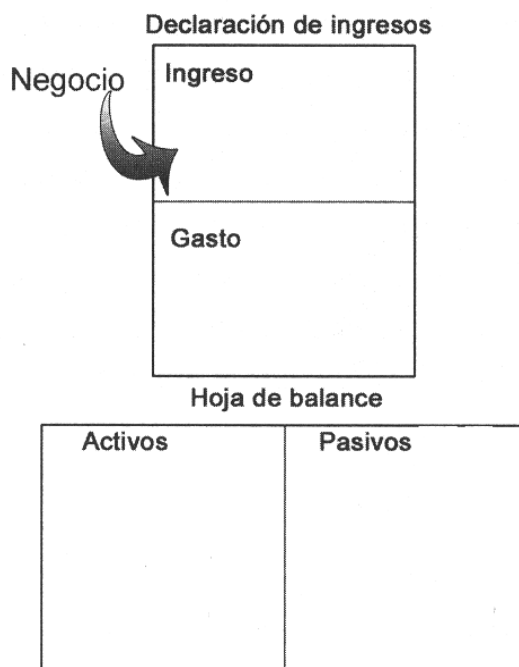 Declaración de ingresos
Negocio
Ingreso
Gasto
Hoja de balance
Activos
Pasivos